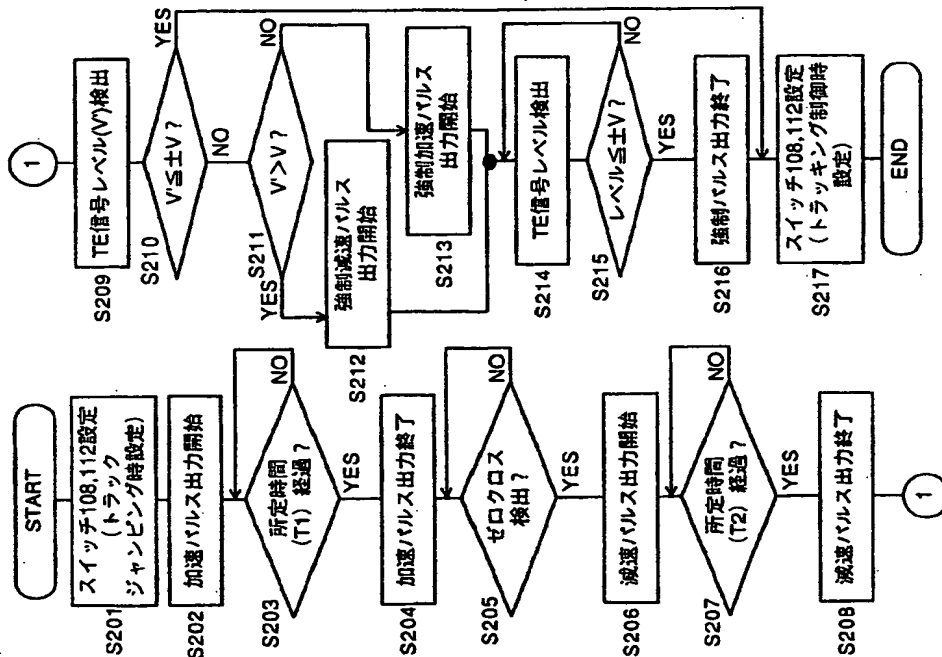 START
スイッチ108,112設定
(トラック
ジャンピング時設定)
S201
加速パルス出力開始
S202
所定時間
(T1) 経過?
NO
S203
YES
加速パルス出力終了
S204
ゼロクロス
検出?
NO
S205
YES
減速パルス出力開始
S206
所定時間
(T2) 経過?
NO
S207
YES
減速パルス出力終了
S208
1
1
TE信号レベル(V')検出
S209
V'≦±V?
YES
S210
NO
V'>V?
NO
S211
YES
強制減速パルス
出力開始
S212
強制加速パルス
出力開始
S213
TE信号レベル検出
S214
レベル≦±V?
NO
S215
YES
強制パルス出力終了
S216
スイッチ108,112設定
(トラッキング制御時
設定)
S217
END